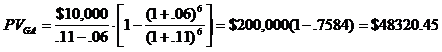 PV_GA = $10,000 / .11 − .06 · [1 − (1 + .06)^6 / (1 + .11)^6] = $200,000(1 − .7584) = $48320.45